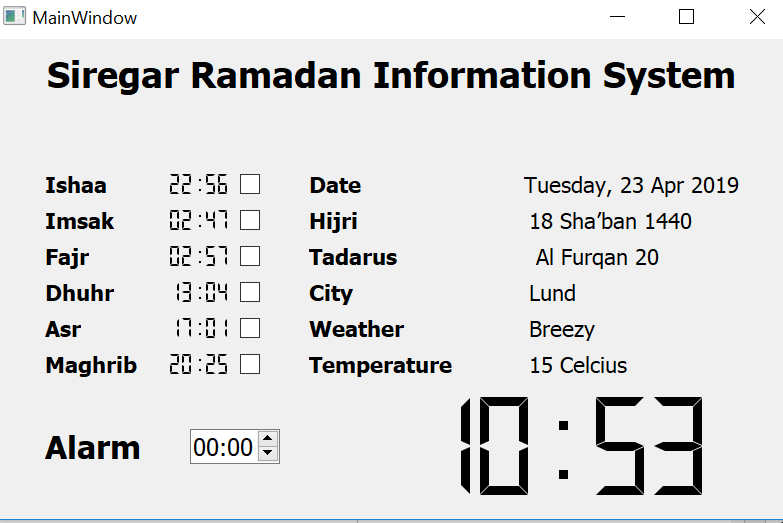 MainWindow
Siregar Ramadan Information System
Ishaa 22:56 Date Tuesday, 23 Apr 2019
Imsak 02:47 Hijri 18 Sha’ban 1440
Fajr 02:57 Tadarus Al Furqan 20
Dhuhr 13:04 City Lund
Asr 17:01 Weather Breezy
Maghrib 20:25 Temperature 15 Celcius
Alarm 00:00 10:53